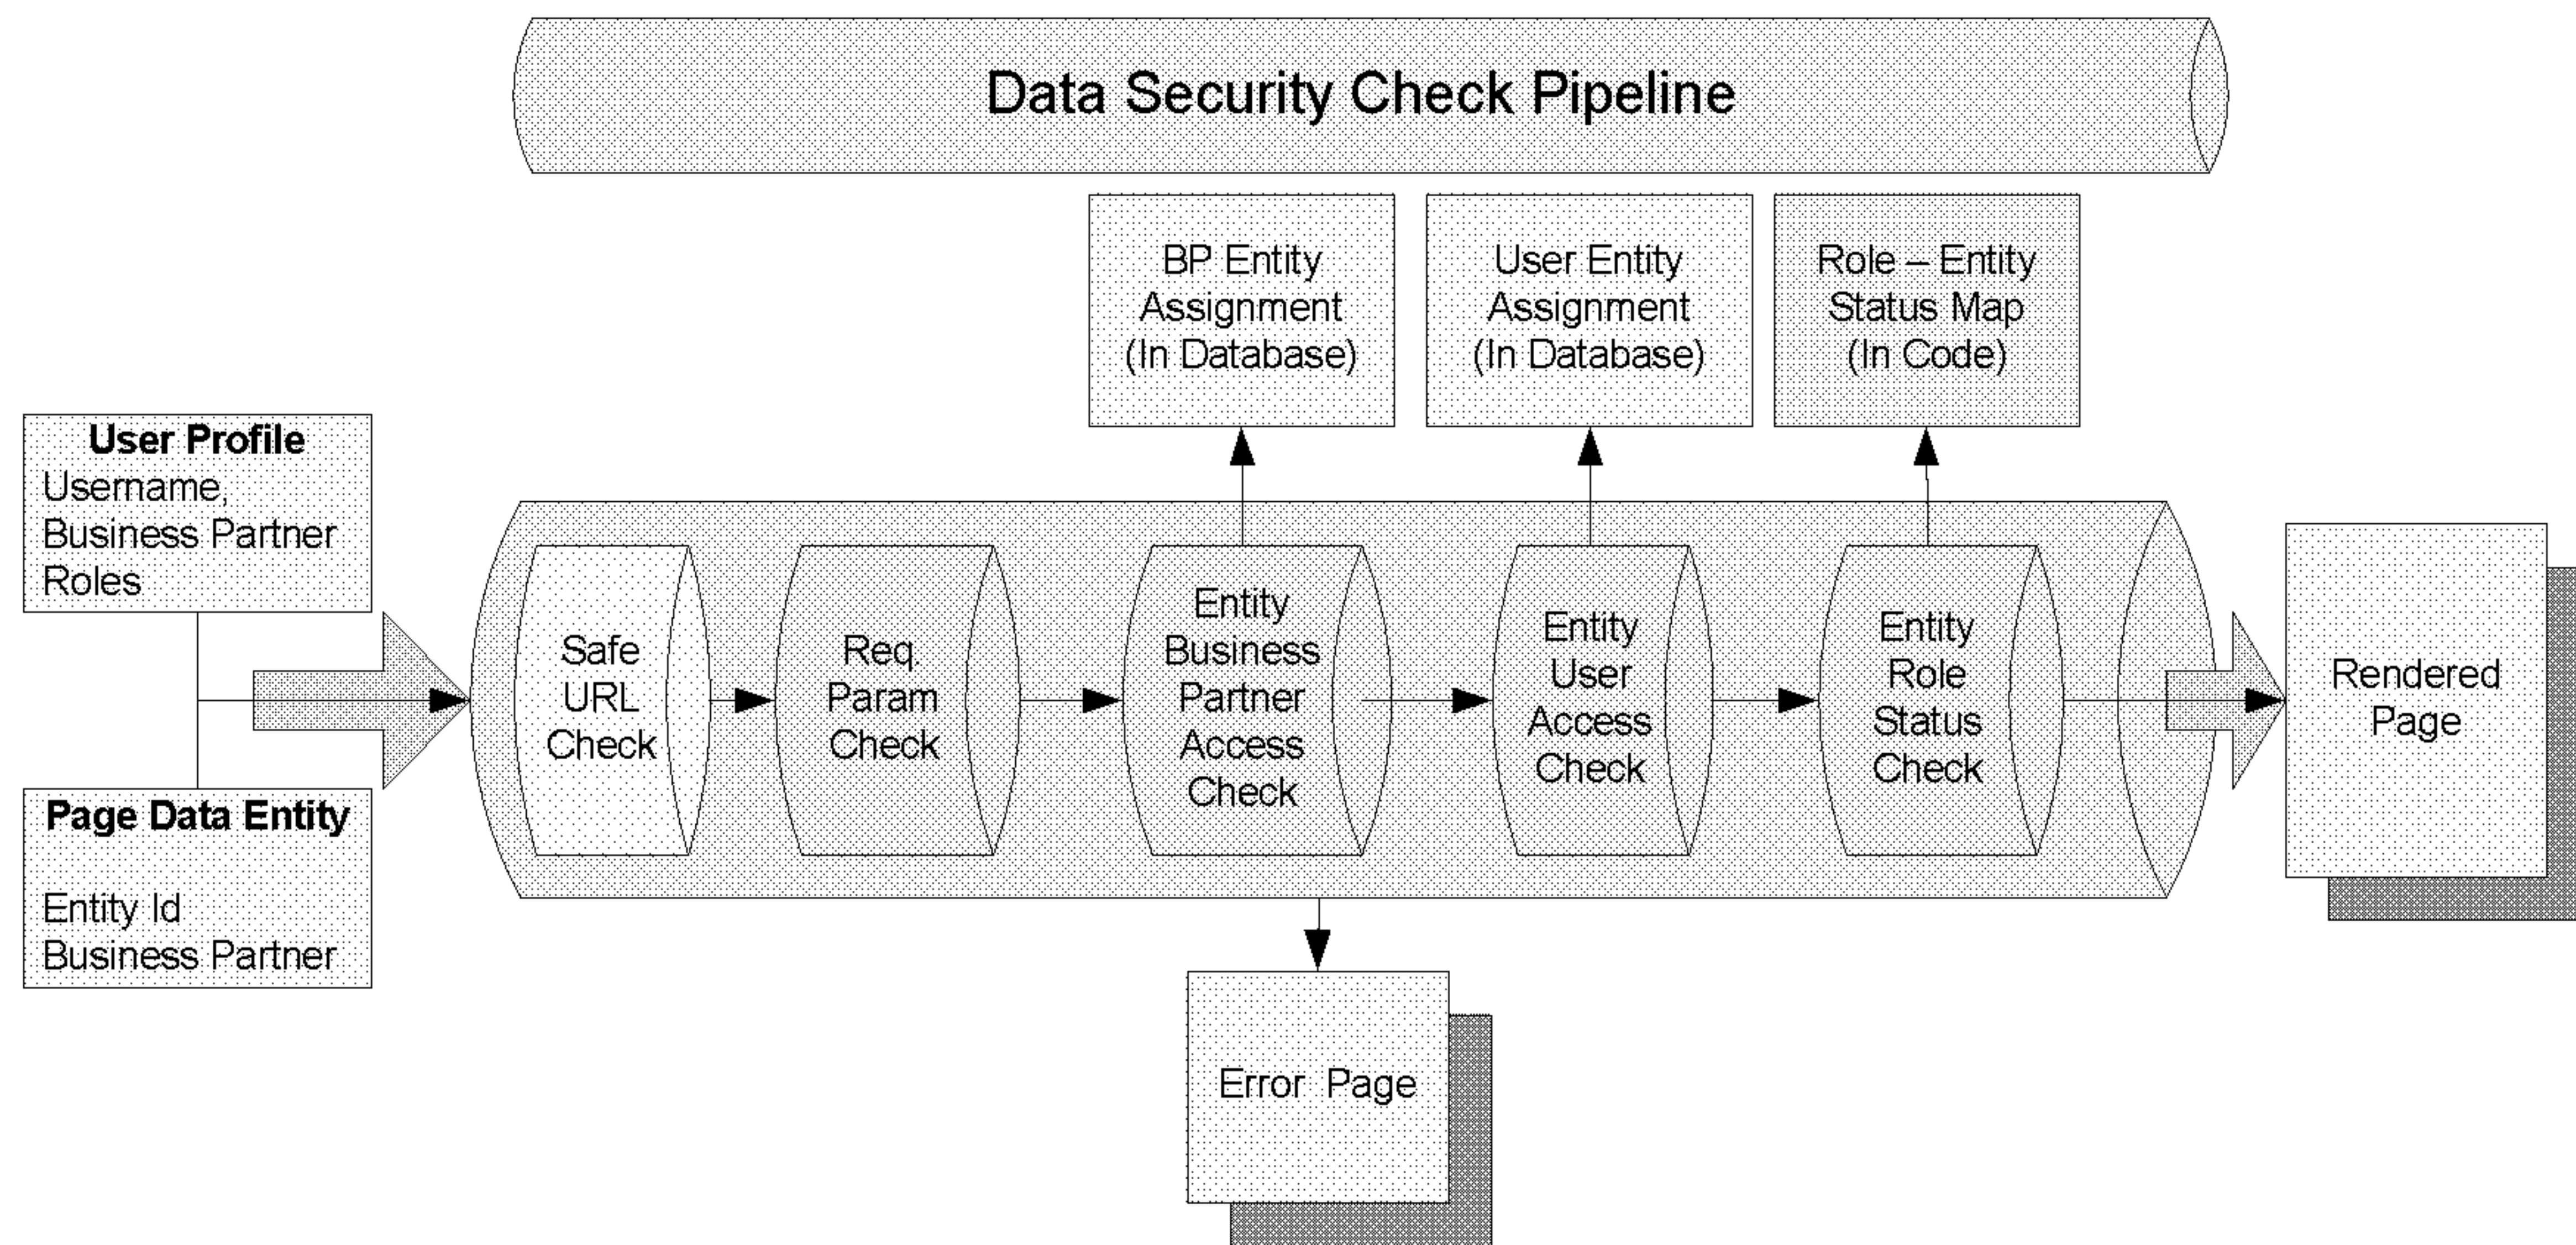 Data Security Check Pipeline
BP Entity
Assignment
(In Database)
User Entity
Assignment
(In Database)
Role – Entity
Status Map
(In Code)
User Profile
Username,
Business Partner
Roles
Page Data Entity
Entity Id
Business Partner
Safe
URL
Check
Req.
Param
Check
Entity
Business
Partner
Access
Check
Entity
User
Access
Check
Entity
Role
Status
Check
Rendered
Page
Error Page